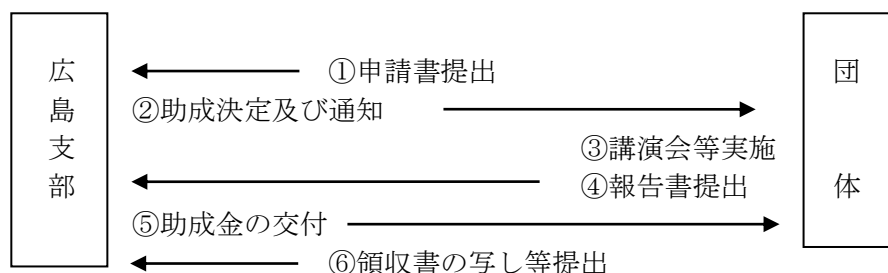 広島支部
①申請書提出
②助成決定及び通知
③講演会等実施
④報告書提出
⑤助成金の交付
⑥領収書の写し等提出
団体